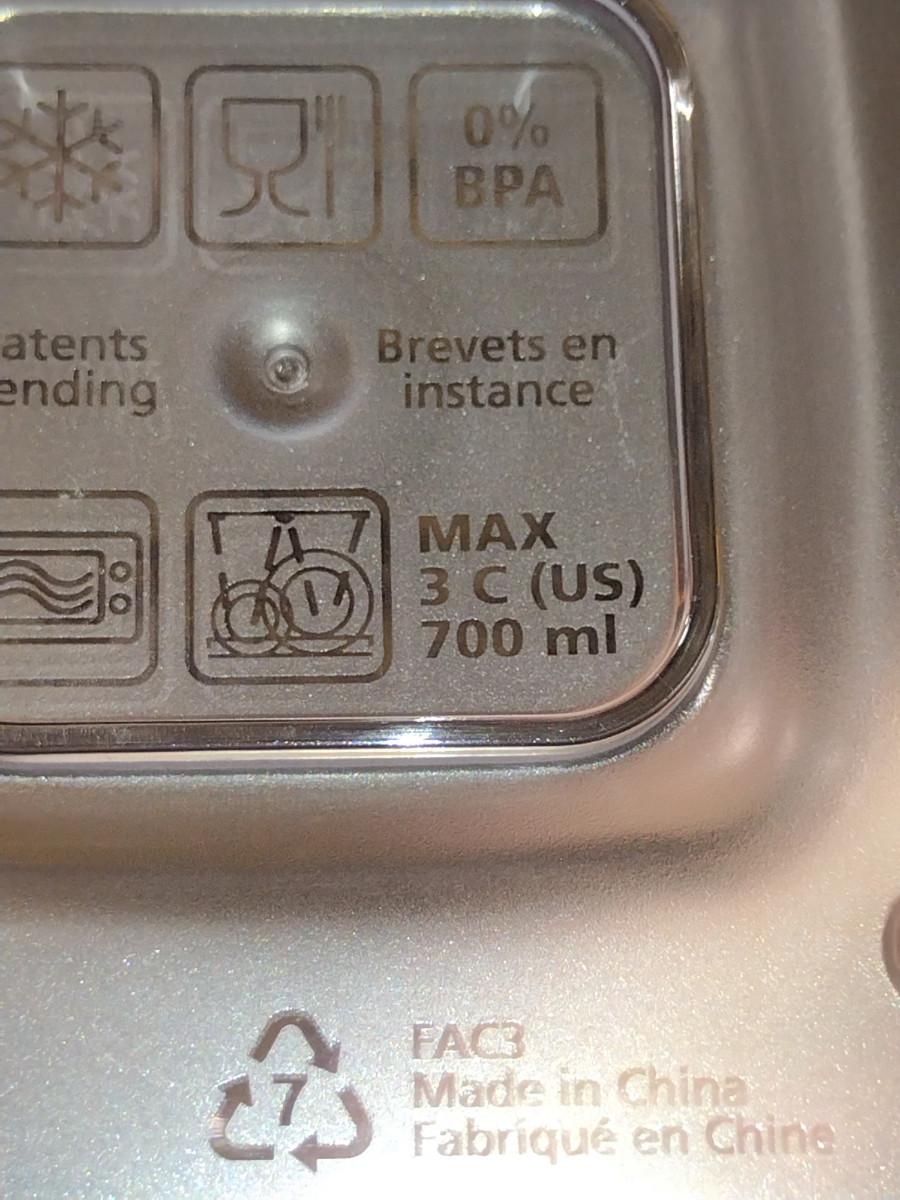 0%
BPA
atents
ending
Brevets en
instance
MAX
3 C (US)
700 ml
7
FAC3
Made in China
Fabriqué en Chine